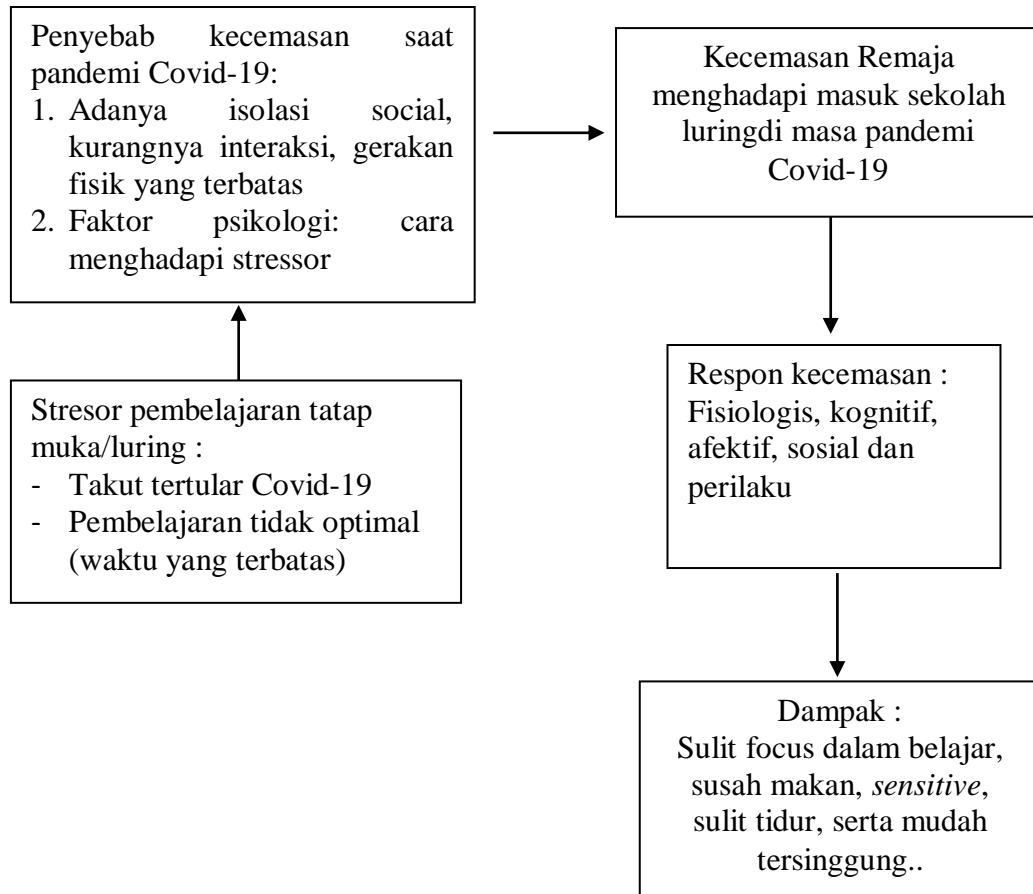 Penyebab kecemasan saat
pandemi Covid-19:
1. Adanya isolasi social,
kurangnya interaksi, gerakan
fisik yang terbatas
2. Faktor psikologi: cara
menghadapi stressor
Kecemasan Remaja
menghadapi masuk sekolah
luringdi masa pandemi
Covid-19
Stresor pembelajaran tatap
muka/luring :
- Takut tertular Covid-19
- Pembelajaran tidak optimal
(waktu yang terbatas)
Respon kecemasan :
Fisiologis, kognitif,
afektif, sosial dan
perilaku
Dampak :
Sulit focus dalam belajar,
susah makan, sensitive,
sulit tidur, serta mudah
tersinggung..